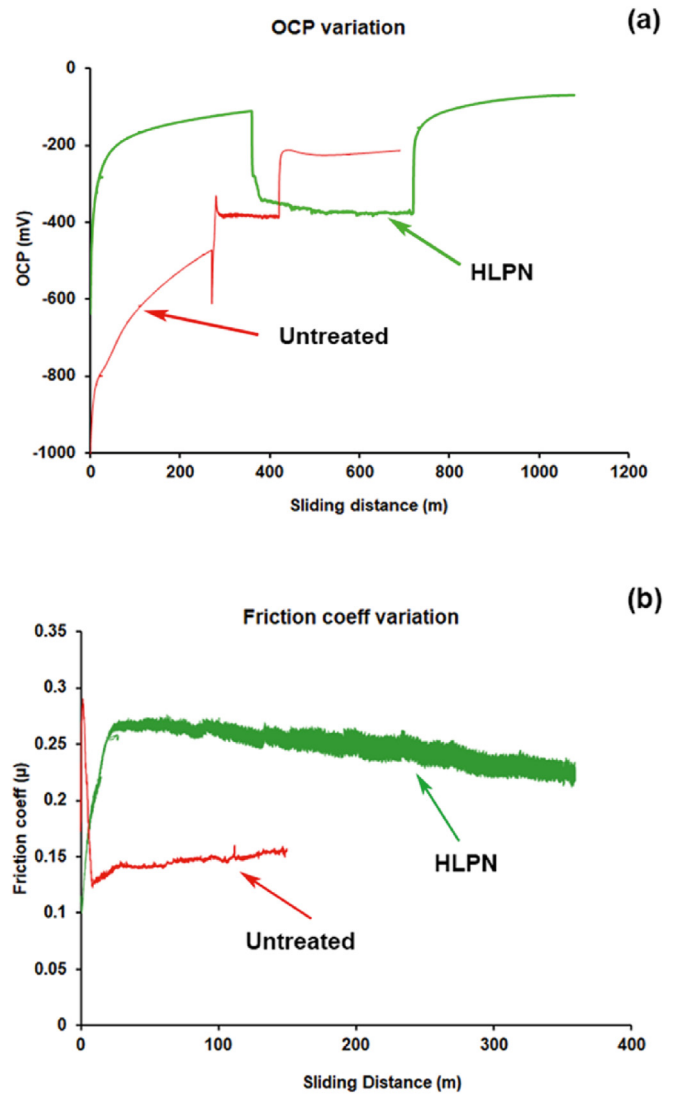 (a)
OCP variation
0
-200
-400
-600
-800
-1000
OCP (mV)
HLPN
Untreated
0 200 400 600 800 1000 1200
Sliding distance (m)
(b)
Friction coeff variation
0.35
0.3
0.25
0.2
0.15
0.1
0.05
0
Friction coeff (µ)
HLPN
Untreated
0 100 200 300 400
Sliding Distance (m)